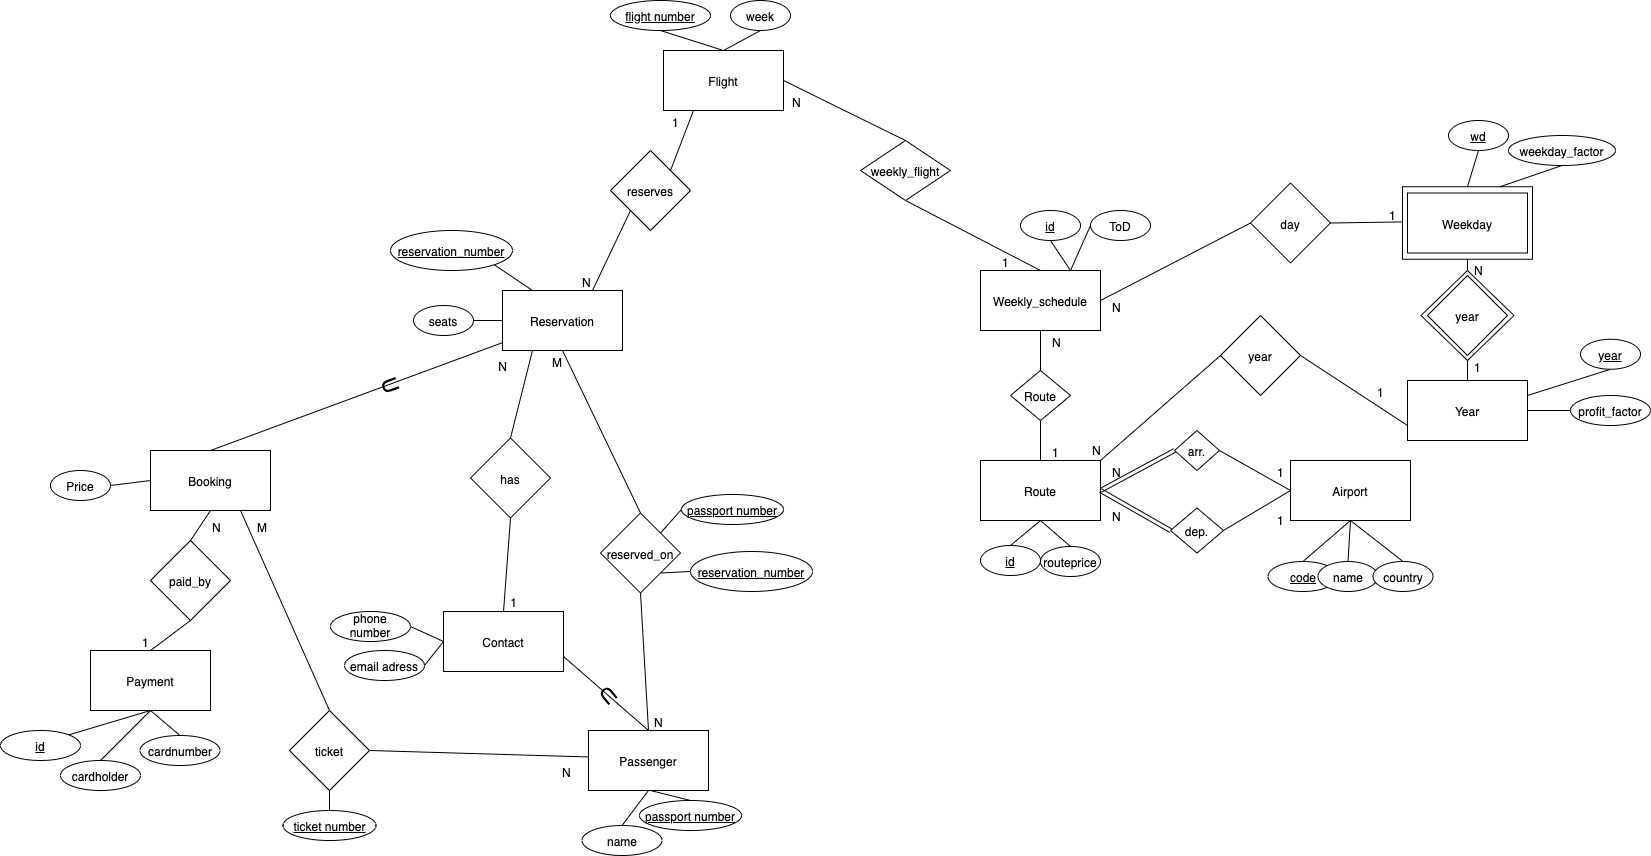 flight number
week
Flight
1
N
reserves
weekly_flight
wd
weekday_factor
Weekday
day
1
id
ToD
1
N
reservation_number
N
seats
Reservation
Weekly_schedule
N
N
M
N
year
1
year
1
year
profit_factor
Year
Route
1
N
N
arr.
1
Route
Airport
N
dep.
1
id
routeprice
code
name
country
Price
Booking
N
M
has
passport number
reserved_on
reservation_number
paid_by
1
1
phone
number
email adress
Contact
Payment
id
cardholder
cardnumber
ticket
N
N
Passenger
ticket number
name
passport number